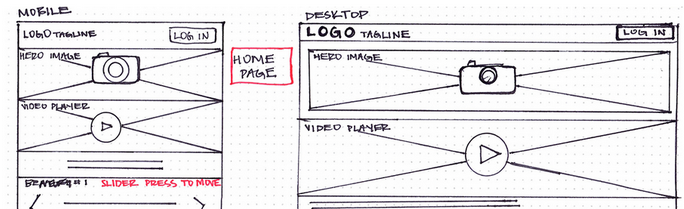 MOBILE
LOGO TAGLINE
LOG IN
HERO IMAGE
VIDEO PLAYER
#1 SLIDER PRESS TO MOVE
HOME
PAGE
DESKTOP
LOGO TAGLINE
LOG IN
HERO IMAGE
VIDEO PLAYER